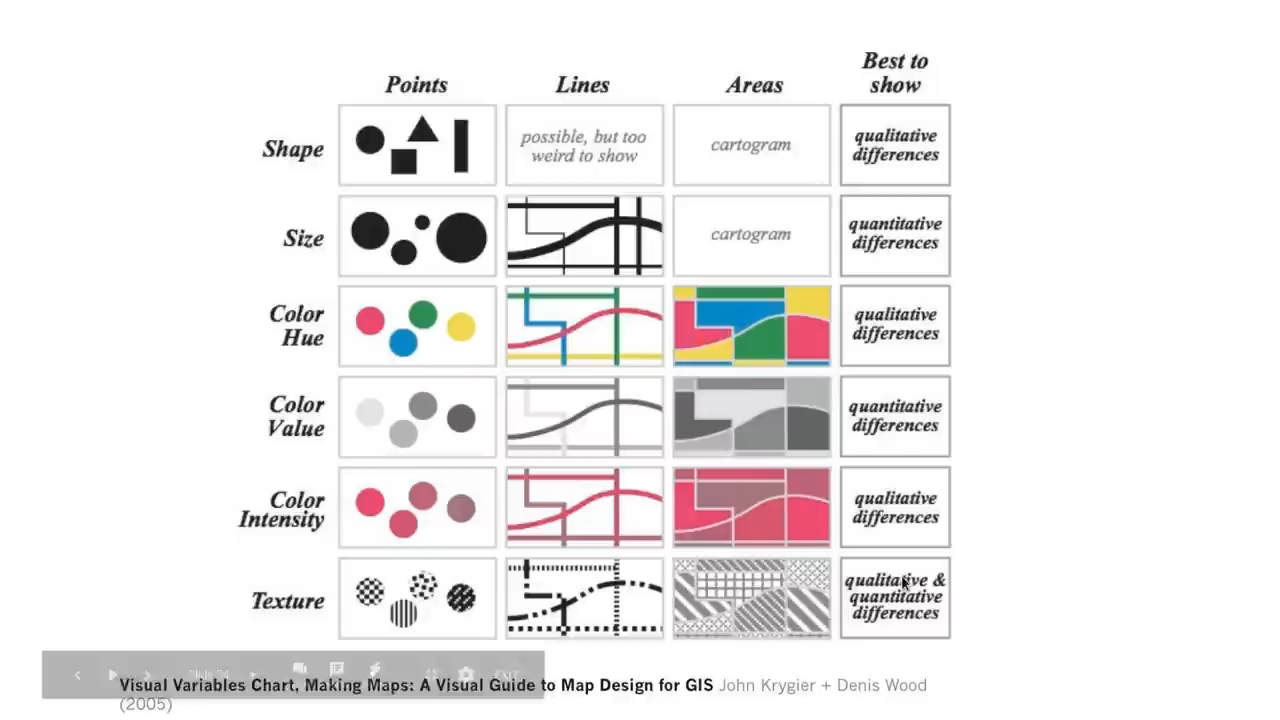 Points
Lines
Areas
Best to
show
Shape
possible, but too
weird to show
cartogram
qualitative
differences
Size
cartogram
quantitative
differences
Color
Hue
qualitative
differences
Color
Value
quantitative
differences
Color
Intensity
qualitative
differences
Texture
qualitative &
quantitative
differences
EXIT
Visual Variables Chart, Making Maps: A Visual Guide to Map Design for GIS John Krygier + Denis Wood
(2005)